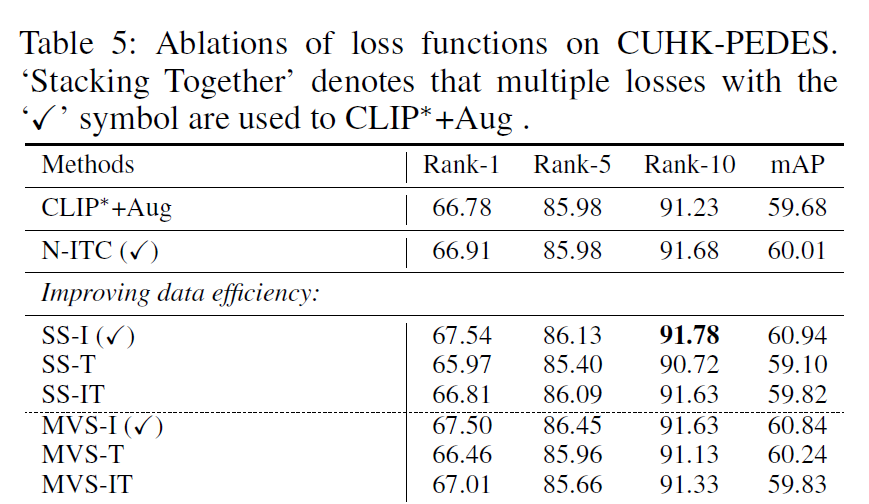 Table 5: Ablations of loss functions on CUHK-PEDES.
‘Stacking Together’ denotes that multiple losses with the
‘✓’ symbol are used to CLIP*+Aug .
Methods Rank-1 Rank-5 Rank-10 mAP
CLIP*+Aug 66.78 85.98 91.23 59.68
N-ITC (✓) 66.91 85.98 91.68 60.01
Improving data efficiency:
SS-I (✓) 67.54 86.13 91.78 60.94
SS-T 65.97 85.40 90.72 59.10
SS-IT 66.81 86.09 91.63 59.82
MVS-I (✓) 67.50 86.45 91.63 60.84
MVS-T 66.46 85.96 91.13 60.24
MVS-IT 67.01 85.66 91.33 59.83